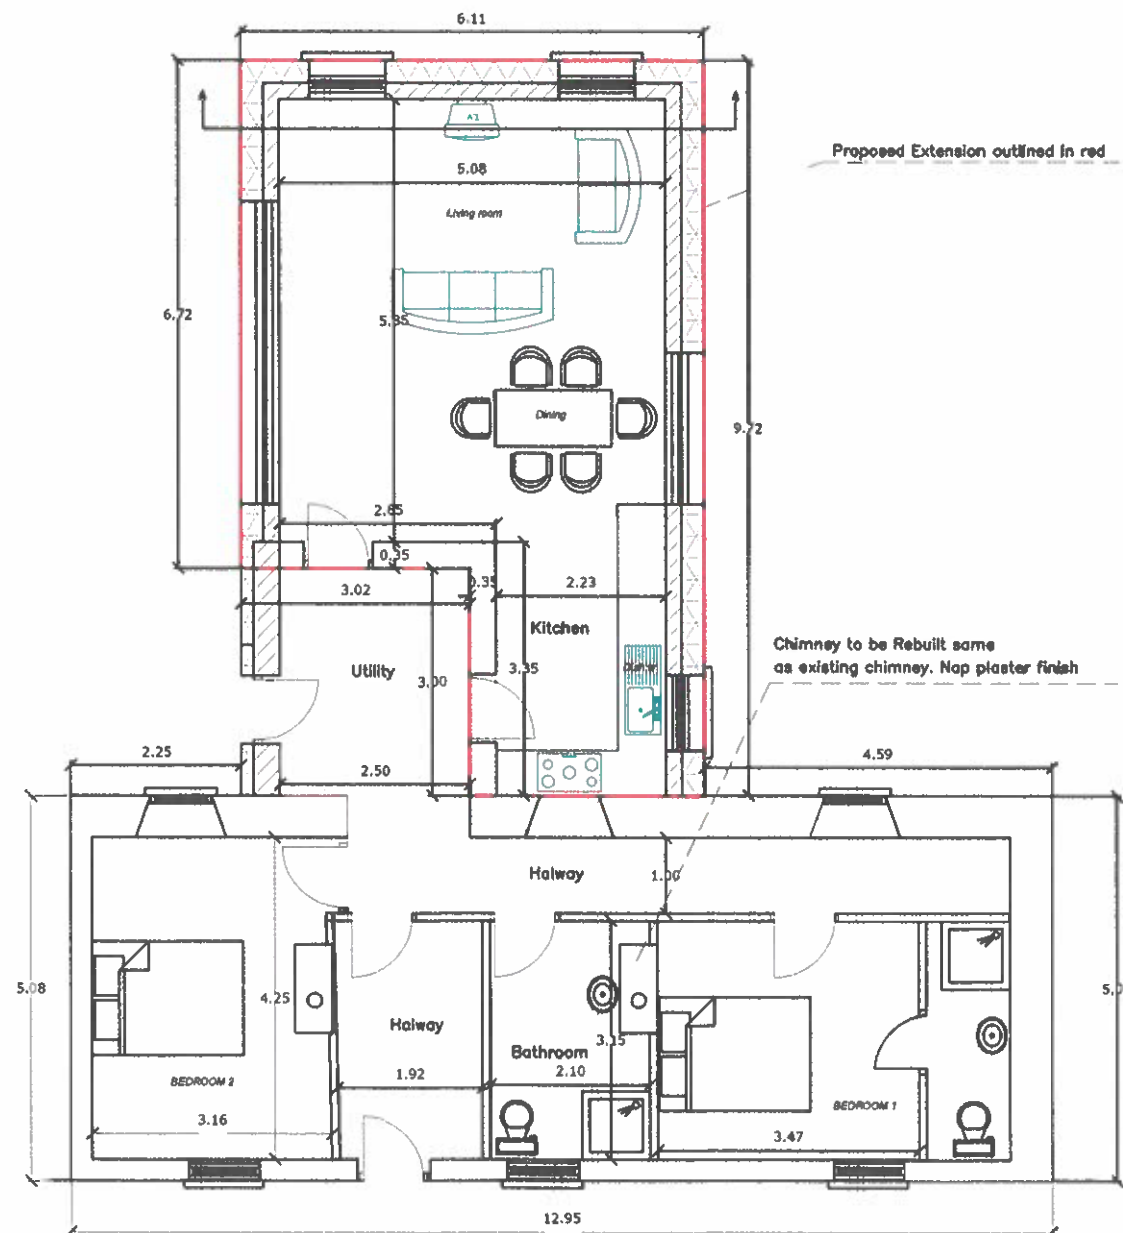 6.11
Proposed Extension outlined in red
TV
5.08
Living room
6.72
5.35
Dining
9.72
2.65
0.35
3.02
0.35
2.23
Kitchen
Chimney to be Rebuilt same
as existing chimney. Nap plaster finish
Utility
3.00
3.35
2.25
2.50
4.59
Halway
1.00
5.08
4.25
Halway
3.15
Bathroom
BEDROOM 2
1.92
2.10
BEDROOM 1
3.16
3.47
5.0
12.95